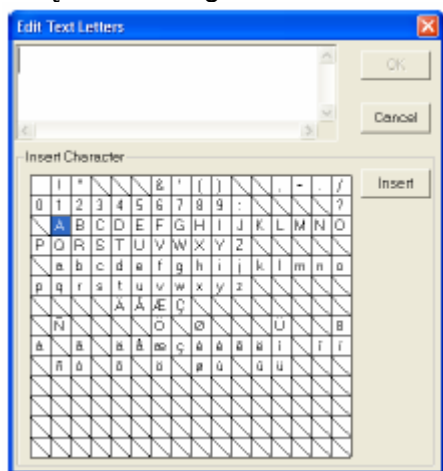 Edit Text Letters
OK
Cancel
Insert Character
Insert
! " & ' ( ) , - . /
0 1 2 3 4 5 6 7 8 9 : ?
A B C D E F G H I J K L M N O
P Q R S T U V W X Y Z
a b c d e f g h i j k l m n o
p q r s t u v w x y z
Ä Å Æ Ç
Ñ Ö Ø Ü ß
ä å æ ç
ñ